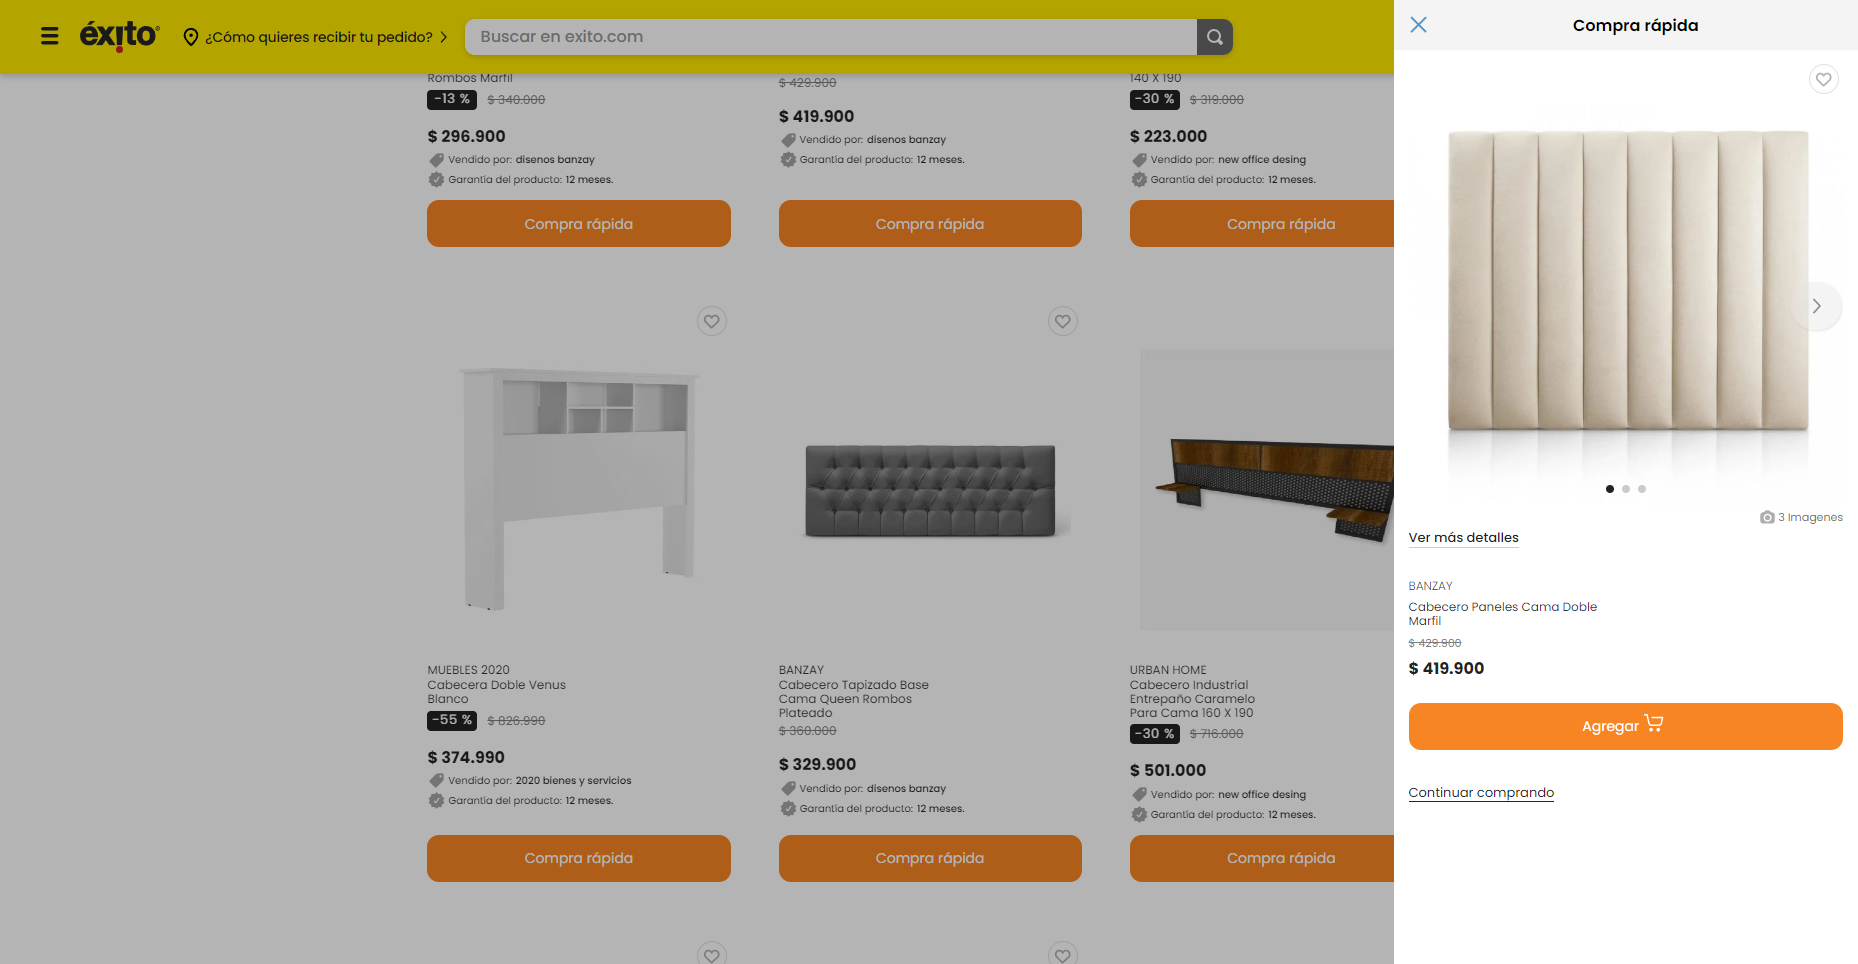 éxito
¿Cómo quieres recibir tu pedido?
Buscar en exito.com
Rombos Marfil
-13 % $ 340.000
$ 296.900
Vendido por: disenos banzay
Garantía del producto: 12 meses.
Compra rápida
$ 429.900
$ 419.900
Vendido por: disenos banzay
Garantía del producto: 12 meses.
Compra rápida
140 X 190
-30 % $ 319.000
$ 223.000
Vendido por: new office desing
Garantía del producto: 12 meses.
Compra rápida
MUEBLES 2020
Cabecera Doble Venus
Blanco
-55 % $ 826.990
$ 374.990
Vendido por: 2020 bienes y servicios
Garantía del producto: 12 meses.
Compra rápida
BANZAY
Cabecero Tapizado Base
Cama Queen Rombos
Plateado
$ 360.000
$ 329.900
Vendido por: disenos banzay
Garantía del producto: 12 meses.
Compra rápida
URBAN HOME
Cabecero Industrial
Entrepaño Caramelo
Para Cama 160 X 190
-30 % $ 716.000
$ 501.000
Vendido por: new office desing
Garantía del producto: 12 meses.
Compra rápida
Compra rápida
3 Imagenes
Ver más detalles
BANZAY
Cabecero Paneles Cama Doble
Marfil
$ 429.900
$ 419.900
Agregar
Continuar comprando